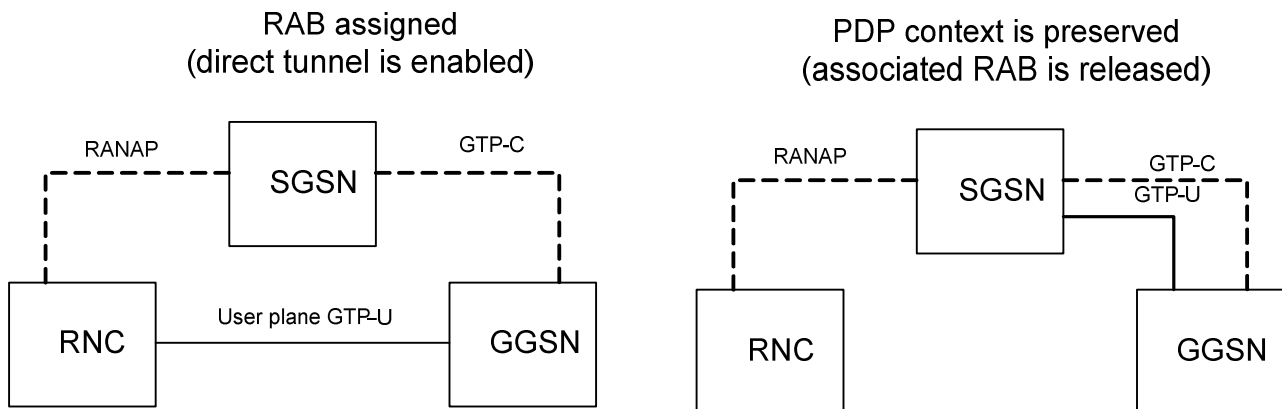 RAB assigned
(direct tunnel is enabled)
RANAP
GTP-C
SGSN
RNC
User plane GTP-U
GGSN
PDP context is preserved
(associated RAB is released)
RANAP
GTP-C
GTP-U
SGSN
RNC
GGSN